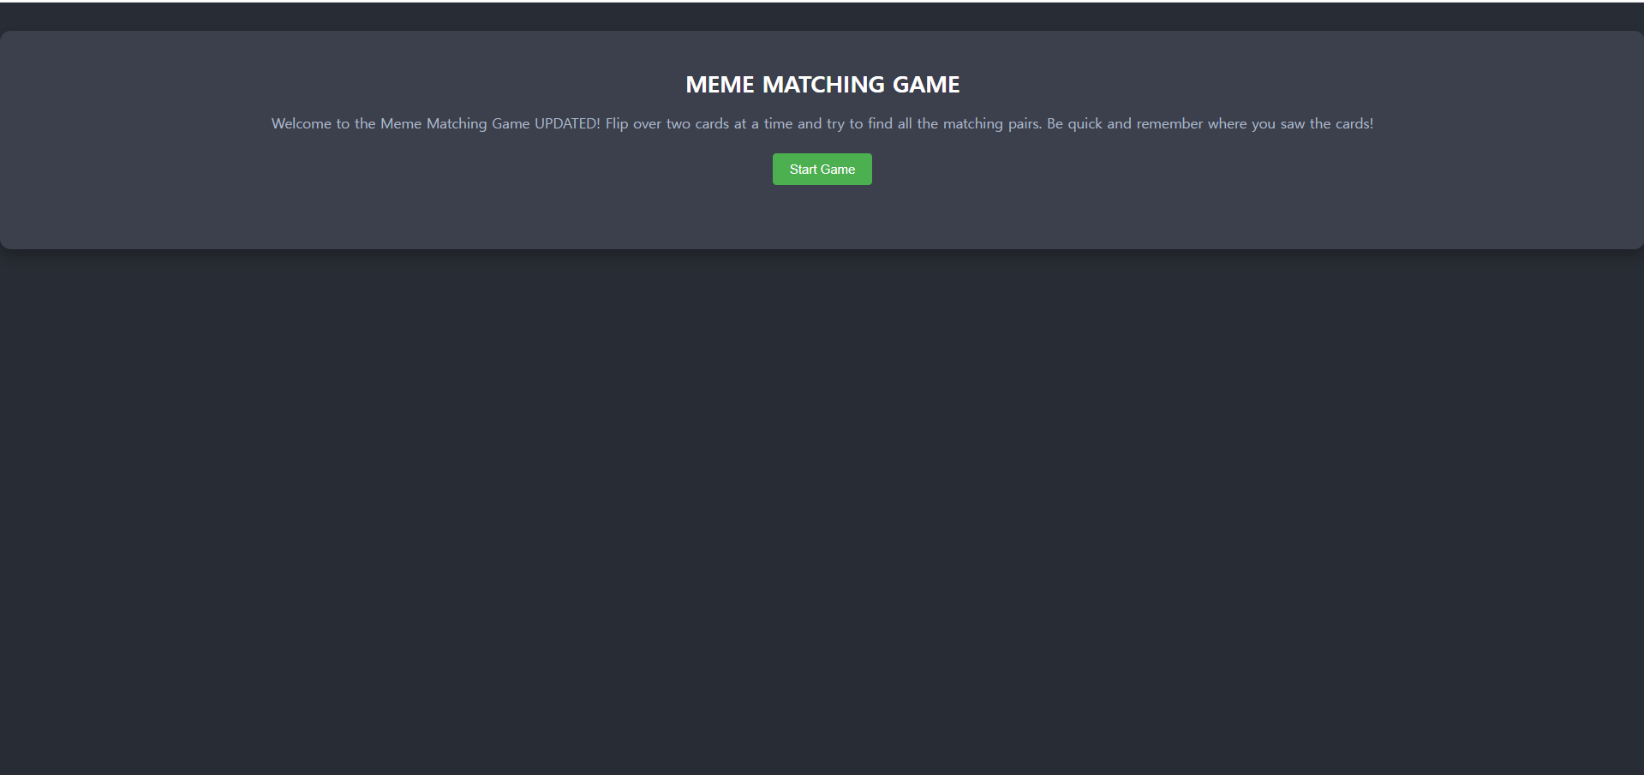 MEME MATCHING GAME
Welcome to the Meme Matching Game UPDATED! Flip over two cards at a time and try to find all the matching pairs. Be quick and remember where you saw the cards!
Start Game